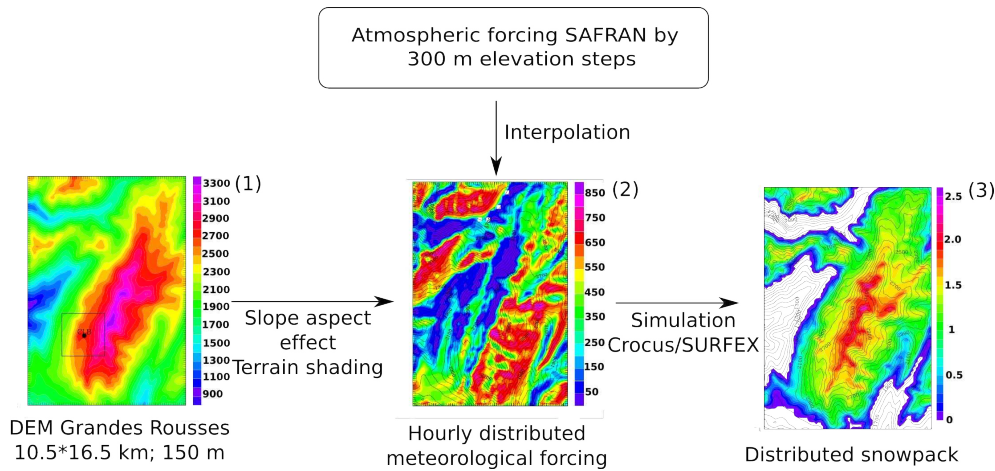 Atmospheric forcing SAFRAN by
300 m elevation steps
Interpolation
3300
3100
2900
2700
2500
2300
2100
1900
1700
1500
1300
1100
900
(1)
Slope aspect
effect
Terrain shading
850
750
650
550
450
350
250
150
50
(2)
Simulation
Crocus/SURFEX
2.5
2.0
1.5
1
0.5
0
(3)
DEM Grandes Rousses
10.5*16.5 km; 150 m
Hourly distributed
meteorological forcing
Distributed snowpack